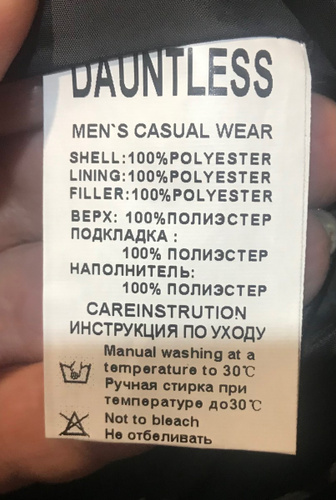 DAUNTLESS
MEN`S CASUAL WEAR
SHELL:100%POLYESTER
LINING:100%POLYESTER
FILLER:100%POLYESTER
ВЕРХ: 100%ПОЛИЭСТЕР
ПОДКЛАДКА :
100% ПОЛИЭСТЕР
НАПОЛНИТЕЛЬ:
100% ПОЛИЭСТЕР
CAREINSTRUTION
ИНСТРУКЦИЯ ПО УХОДУ
Manual washing at a
temperature to 30℃
Ручная стирка при
температуре до30℃
Not to bleach
Не отбеливать